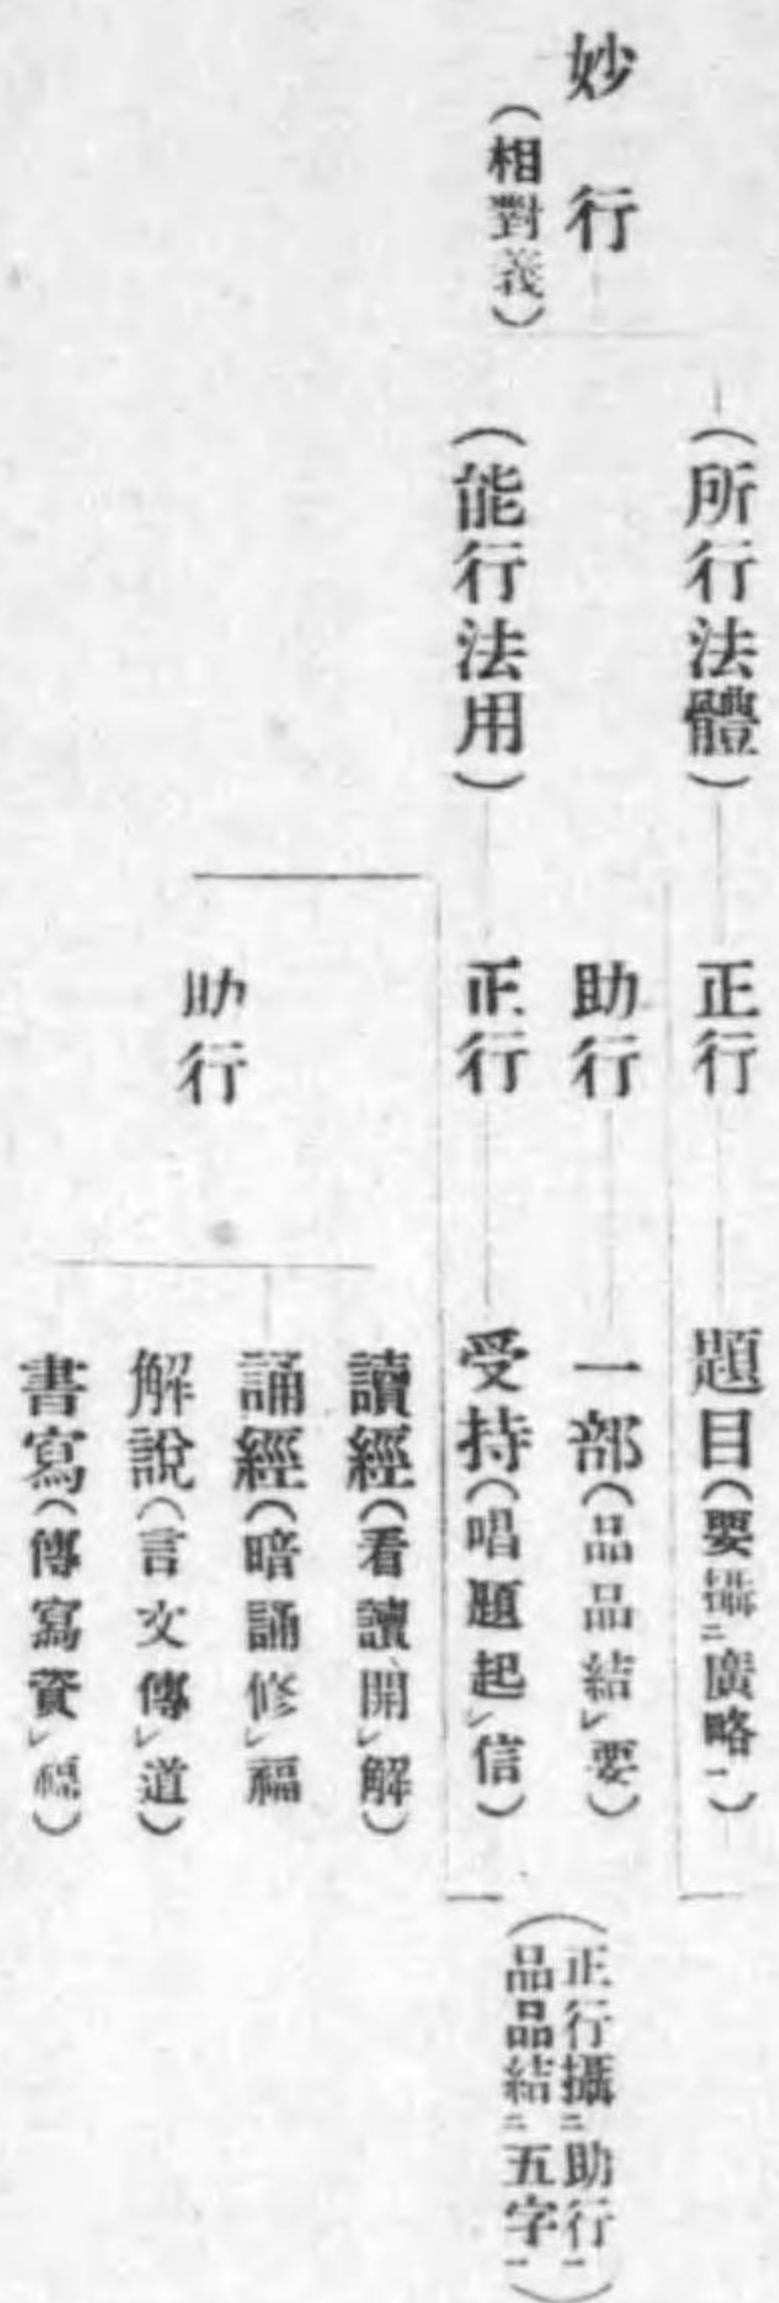 妙行
(相對義)
(所行法體)
正行
題目(要攝二廣略一)
助行
一部(品品結レ要)
(能行法用)
正行
受持(唱題起レ信)
助行
讀經(看讀開レ解)
誦經(暗誦修レ福
解說(言文傳レ道)
書寫(傳寫資レ福)
(正行攝二助行一
品品結二五字一)